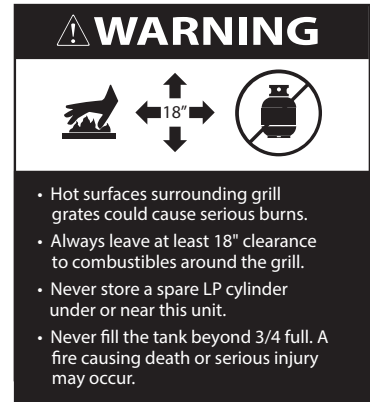 WARNING
18"
• Hot surfaces surrounding grill
grates could cause serious burns.
• Always leave at least 18" clearance
to combustibles around the grill.
• Never store a spare LP cylinder
under or near this unit.
• Never fill the tank beyond 3/4 full. A
fire causing death or serious injury
may occur.